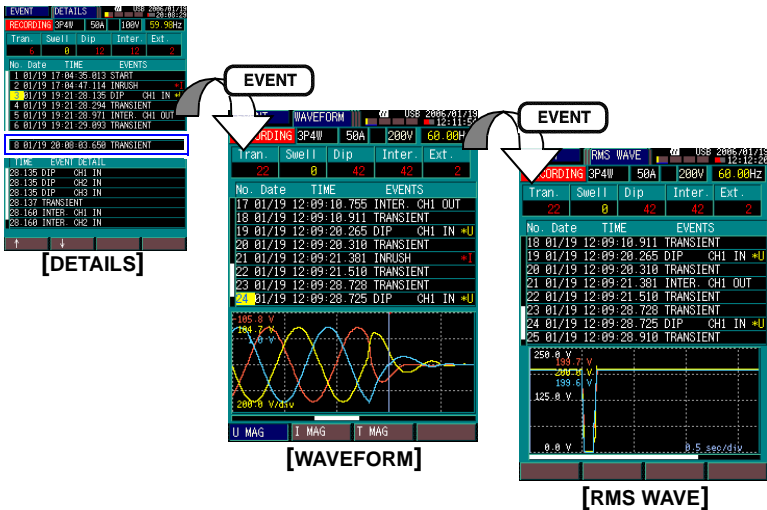 EVENT DETAILS USB 2006/01/19
20:08:23
RECORDING 3P4W 50A 100V 59.98Hz
Tran. Swell Dip Inter. Ext.
6 0 12 12 2
No. Date TIME EVENTS
1 01/19 17:04:35.013 START
2 01/19 17:04:47.114 INRUSH *I
3 01/19 19:21:28.135 DIP CH1 IN
4 01/19 19:21:28.294 TRANSIENT
5 01/19 19:21:28.971 INTER. CH1 OUT
6 01/19 19:21:29.093 TRANSIENT
8 01/19 20:08:03.650 TRANSIENT
TIME EVENT DETAIL
28.135 DIP CH1 IN
28.135 DIP CH2 IN
28.135 DIP CH3 IN
28.137 TRANSIENT
28.160 INTER. CH1 IN
28.160 INTER. CH2 IN
↑ ↓
[DETAILS]
EVENT
WAVEFORM USB 2006/01/19
12:11:59
RECORDING 3P4W 50A 200V 60.00Hz
Tran. Swell Dip Inter. Ext.
22 0 42 42 2
No. Date TIME EVENTS
17 01/19 12:09:10.755 INTER. CH1 OUT
18 01/19 12:09:10.911 TRANSIENT
19 01/19 12:09:20.265 DIP CH1 IN *U
20 01/19 12:09:20.310 TRANSIENT
21 01/19 12:09:21.381 INRUSH *I
22 01/19 12:09:21.510 TRANSIENT
23 01/19 12:09:28.728 TRANSIENT
24 01/19 12:09:28.725 DIP CH1 IN *U
-105.8 V
104.7 V
1.0 V
200.0 V/div
U MAG I MAG T MAG
[WAVEFORM]
EVENT
RMS WAVE USB 2006/01/19
12:12:20
RECORDING 3P4W 50A 200V 60.00Hz
Tran. Swell Dip Inter. Ext.
22 0 42 42 2
No. Date TIME EVENTS
18 01/19 12:09:10.911 TRANSIENT
19 01/19 12:09:20.265 DIP CH1 IN *U
20 01/19 12:09:20.310 TRANSIENT
21 01/19 12:09:21.381 INTER. CH1 OUT
22 01/19 12:09:21.510 TRANSIENT
23 01/19 12:09:28.728 TRANSIENT
24 01/19 12:09:28.725 DIP CH1 IN *U
25 01/19 12:09:28.910 TRANSIENT
250.0 V
199.7 V
200.0 V
199.6 V
125.0 V
0.0 V 0.5 sec/div
[RMS WAVE]